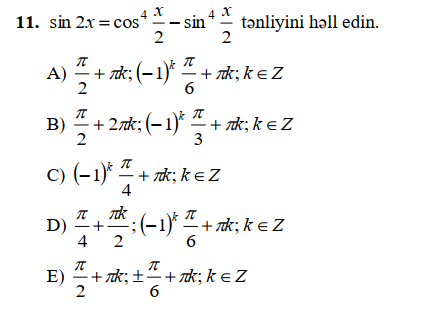 11. sin 2x = cos⁴ x/2 − sin⁴ x/2 tənliyini həll edin.
A) π/2 + πk; (−1)ᵏ π/6 + πk; k ∈ Z
B) π/2 + 2πk; (−1)ᵏ π/3 + πk; k ∈ Z
C) (−1)ᵏ π/4 + πk; k ∈ Z
D) π/4 + πk/2; (−1)ᵏ π/6 + πk; k ∈ Z
E) π/2 + πk; ± π/6 + πk; k ∈ Z